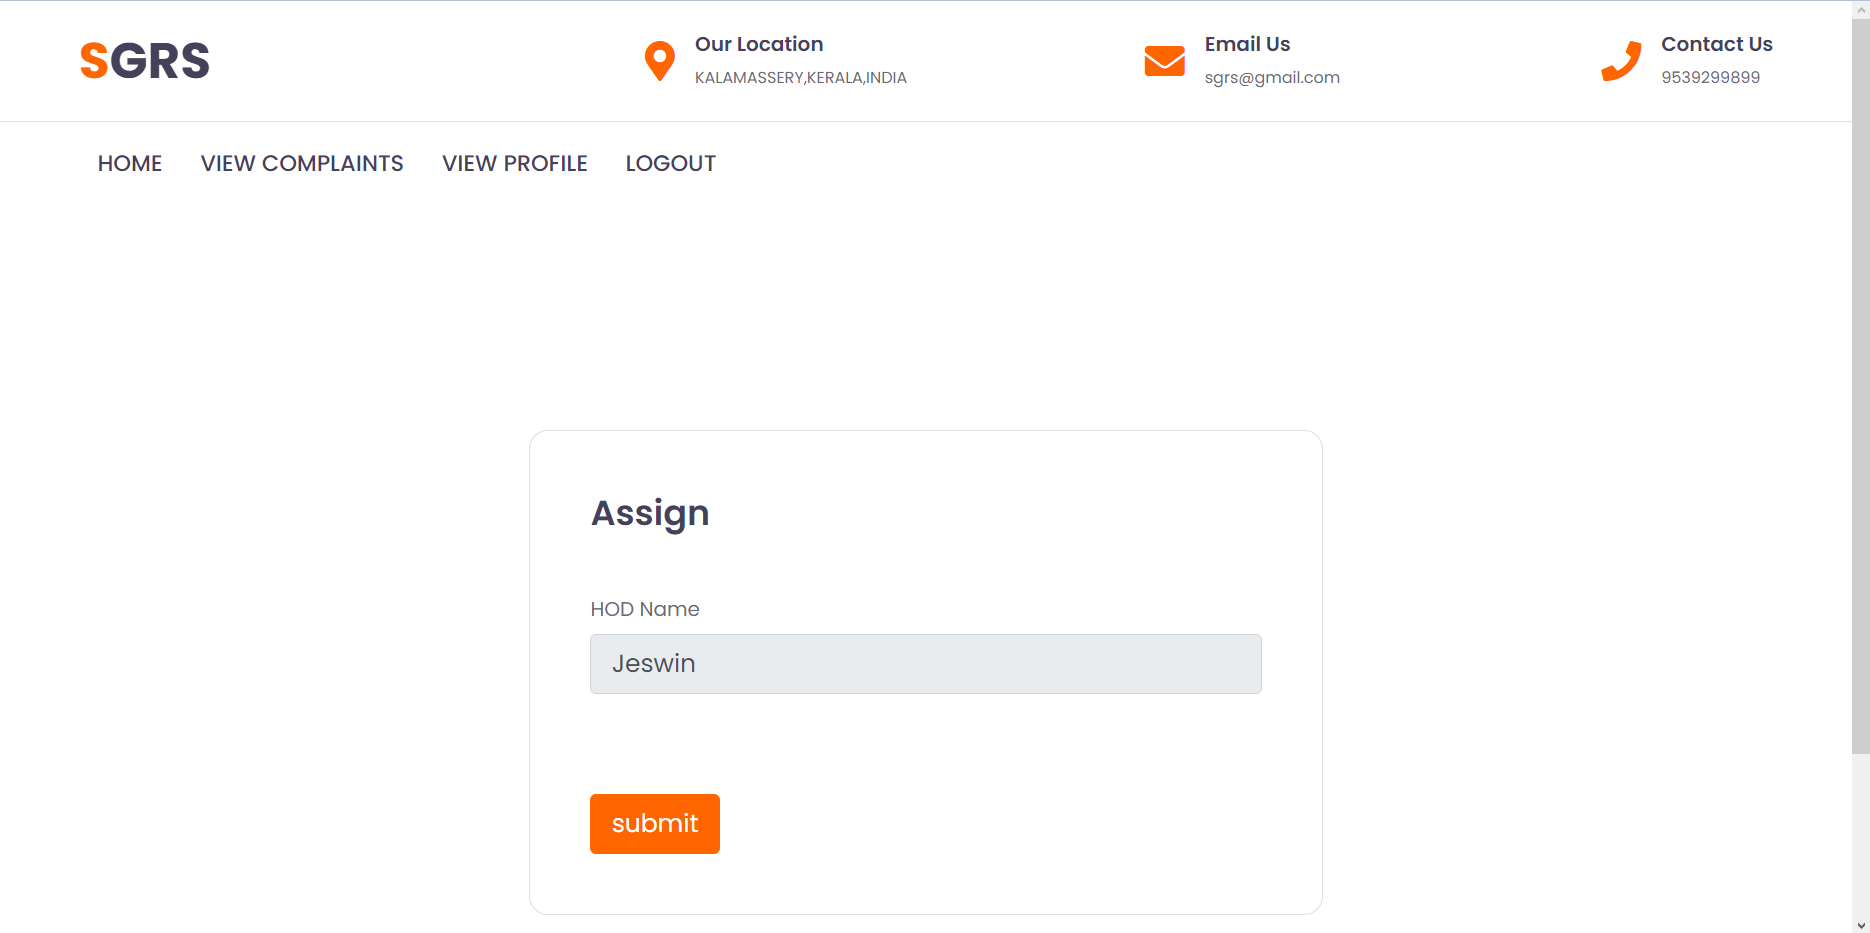 SGRS
Our Location
KALAMASSERY,KERALA,INDIA
Email Us
sgrs@gmail.com
Contact Us
9539299899
HOME VIEW COMPLAINTS VIEW PROFILE LOGOUT
Assign
HOD Name
Jeswin
submit